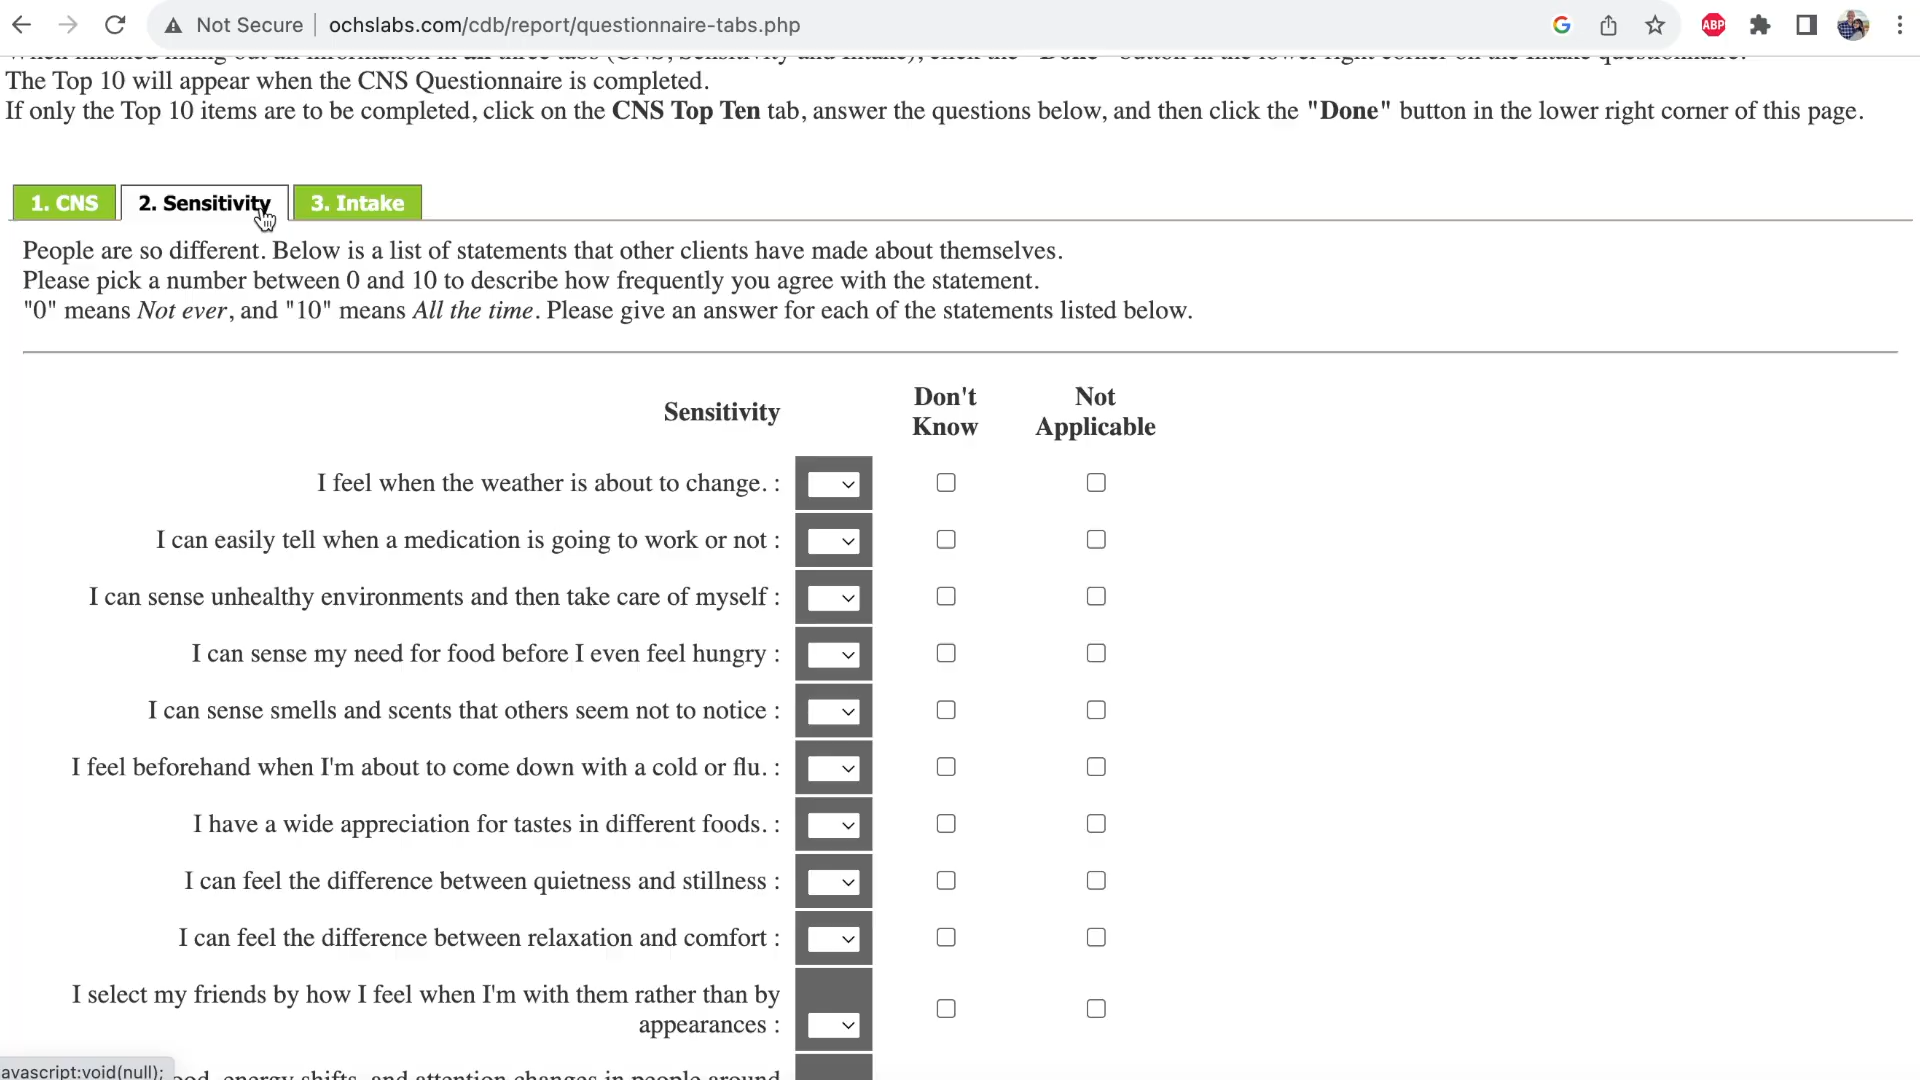 Not Secure ochslabs.com/cdb/report/questionnaire-tabs.php
ABP
The Top 10 will appear when the CNS Questionnaire is completed.
If only the Top 10 items are to be completed, click on the CNS Top Ten tab, answer the questions below, and then click the "Done" button in the lower right corner of this page.
1. CNS 2. Sensitivity 3. Intake
People are so different. Below is a list of statements that other clients have made about themselves.
Please pick a number between 0 and 10 to describe how frequently you agree with the statement.
"0" means Not ever, and "10" means All the time. Please give an answer for each of the statements listed below.
Sensitivity Don't Know Not Applicable
I feel when the weather is about to change. :
I can easily tell when a medication is going to work or not :
I can sense unhealthy environments and then take care of myself :
I can sense my need for food before I even feel hungry :
I can sense smells and scents that others seem not to notice :
I feel beforehand when I'm about to come down with a cold or flu. :
I have a wide appreciation for tastes in different foods. :
I can feel the difference between quietness and stillness :
I can feel the difference between relaxation and comfort :
I select my friends by how I feel when I'm with them rather than by
appearances :
avascript:void(null); energy shifts, and attention changes in people around